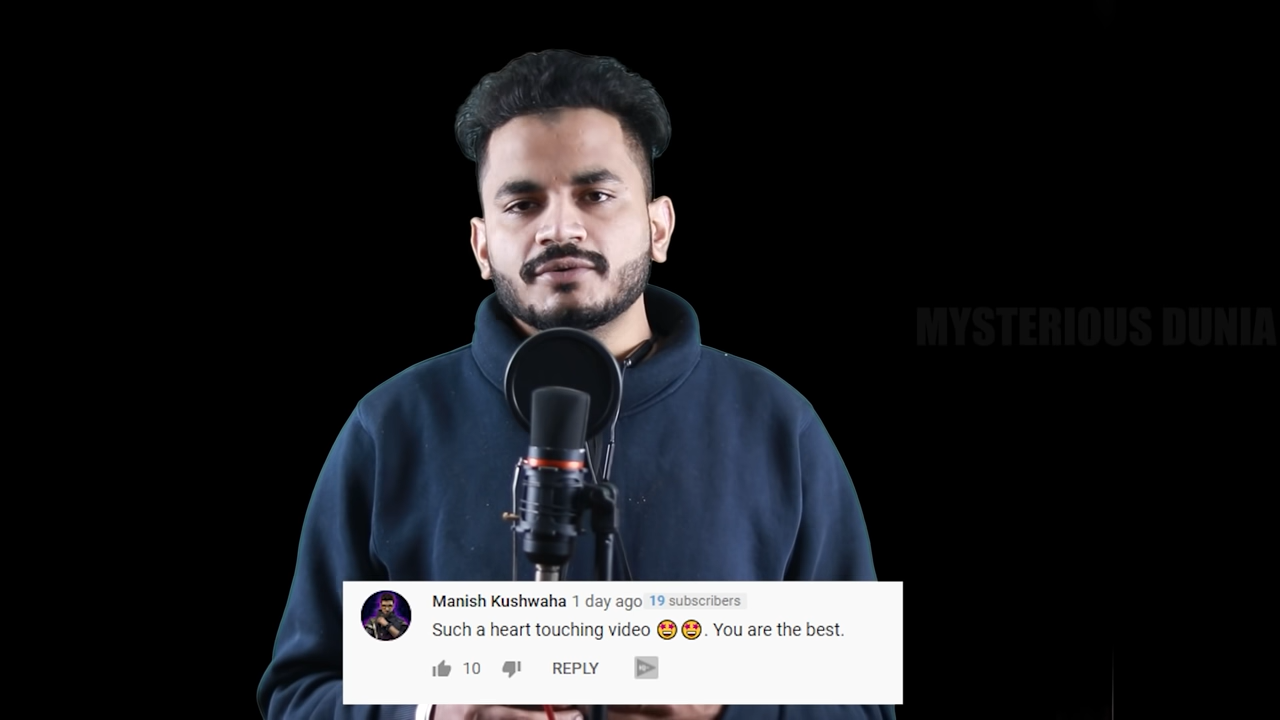 MYSTERIOUS DUNIA
Manish Kushwaha 1 day ago 19 subscribers
Such a heart touching video 🤩🤩. You are the best.
10 REPLY